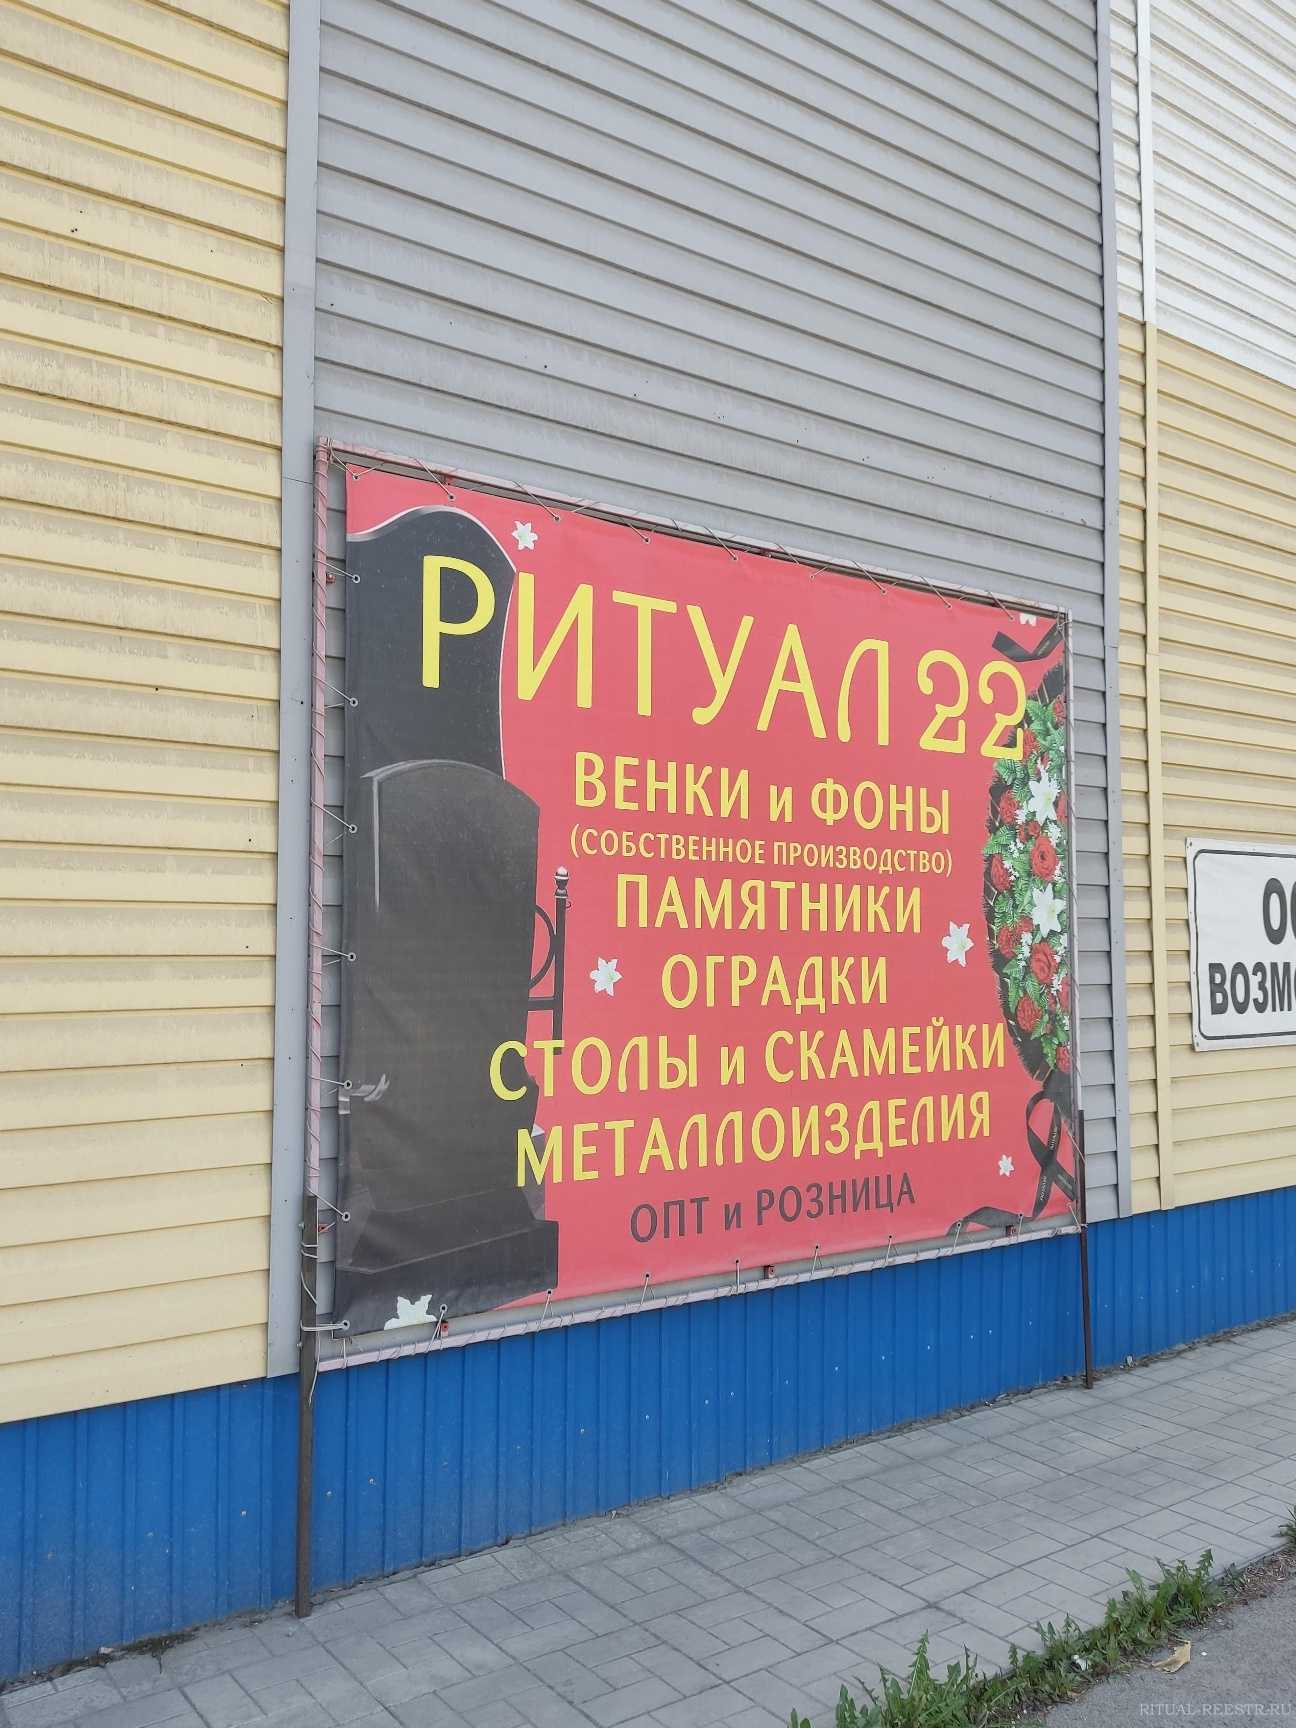 РИТУАЛ 22
ВЕНКИ и ФОНЫ
(СОБСТВЕННОЕ ПРОИЗВОДСТВО)
ПАМЯТНИКИ
ОГРАДКИ
СТОЛЫ и СКАМЕЙКИ
МЕТАЛЛОИЗДЕЛИЯ
ОПТ и РОЗНИЦА
RITUAL-REESTR.RU